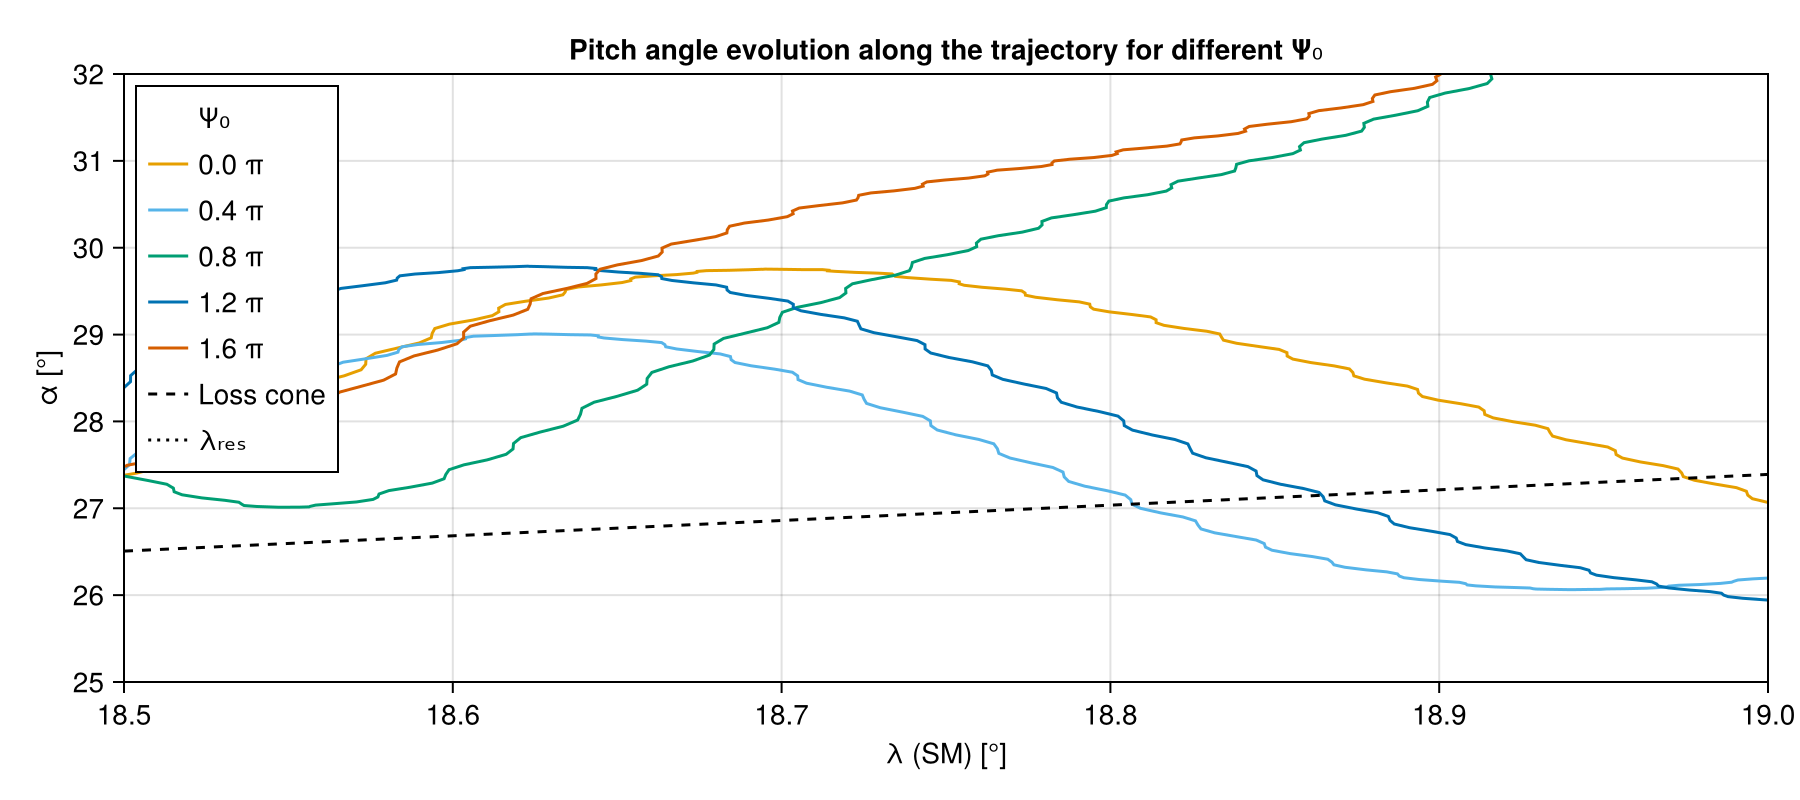 Pitch angle evolution along the trajectory for different Ψ₀
32
31
30
29
28
27
26
25
α [°]
Ψ₀
0.0 π
0.4 π
0.8 π
1.2 π
1.6 π
Loss cone
λᵣₑₛ
18.5 18.6 18.7 18.8 18.9 19.0
λ (SM) [°]